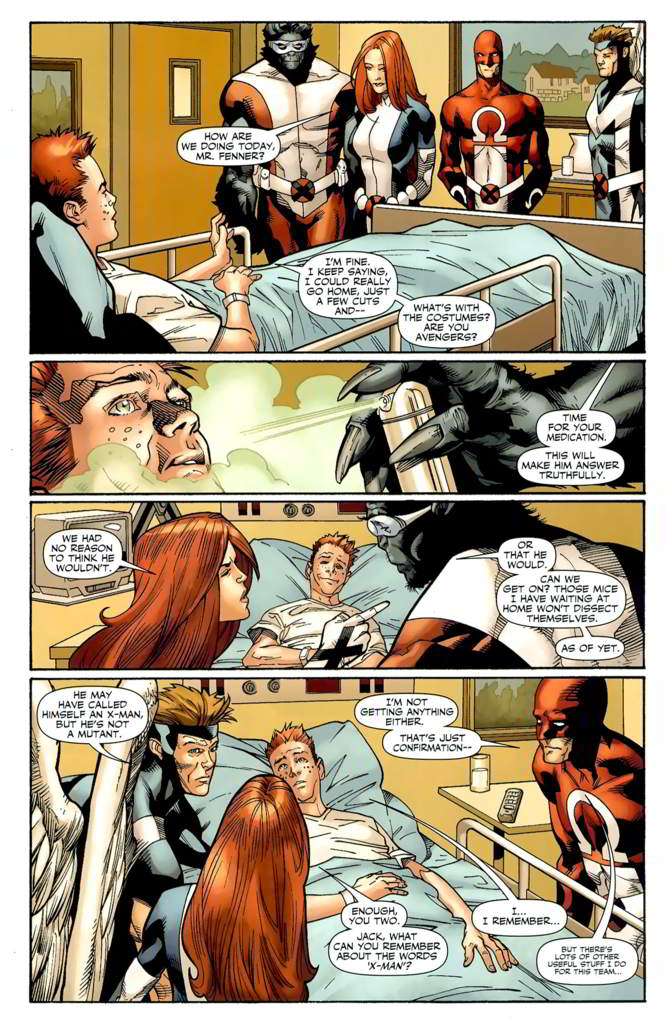 HOW ARE
WE DOING TODAY,
MR. FENNER?
I'M FINE.
I KEEP SAYING,
I COULD REALLY
GO HOME, JUST
A FEW CUTS
AND--
WHAT'S WITH
THE COSTUMES?
ARE YOU
AVENGERS?
TIME
FOR YOUR
MEDICATION.
THIS WILL
MAKE HIM ANSWER
TRUTHFULLY.
WE HAD
NO REASON
TO THINK HE
WOULDN'T.
OR
THAT HE
WOULD.
CAN WE
GET ON? THOSE MICE
I HAVE WAITING AT
HOME WON'T DISSECT
THEMSELVES.
AS OF YET.
HE MAY
HAVE CALLED
HIMSELF AN X-MAN,
BUT HE'S NOT
A MUTANT.
I'M NOT
GETTING ANYTHING
EITHER.
THAT'S JUST
CONFIRMATION--
ENOUGH,
YOU TWO.
JACK, WHAT
CAN YOU REMEMBER
ABOUT THE WORDS
'X-MAN'?
I...
I REMEMBER...
BUT THERE'S
LOTS OF OTHER
USEFUL STUFF I DO
FOR THIS TEAM...